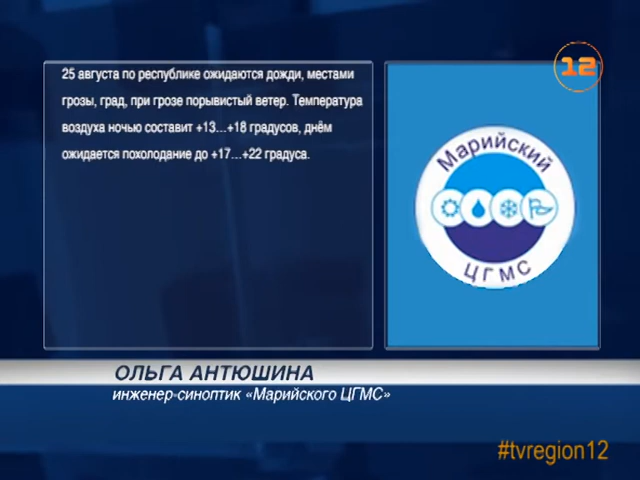 12
25 августа по республике ожидаются дожди, местами
грозы, град, при грозе порывистый ветер. Температура
воздуха ночью составит +13...+18 градусов, днём
ожидается похолодание до +17...+22 градуса.
Марийский
ЦГМС
ОЛЬГА АНТЮШИНА
инженер-синоптик «Марийского ЦГМС»
#tvregion12